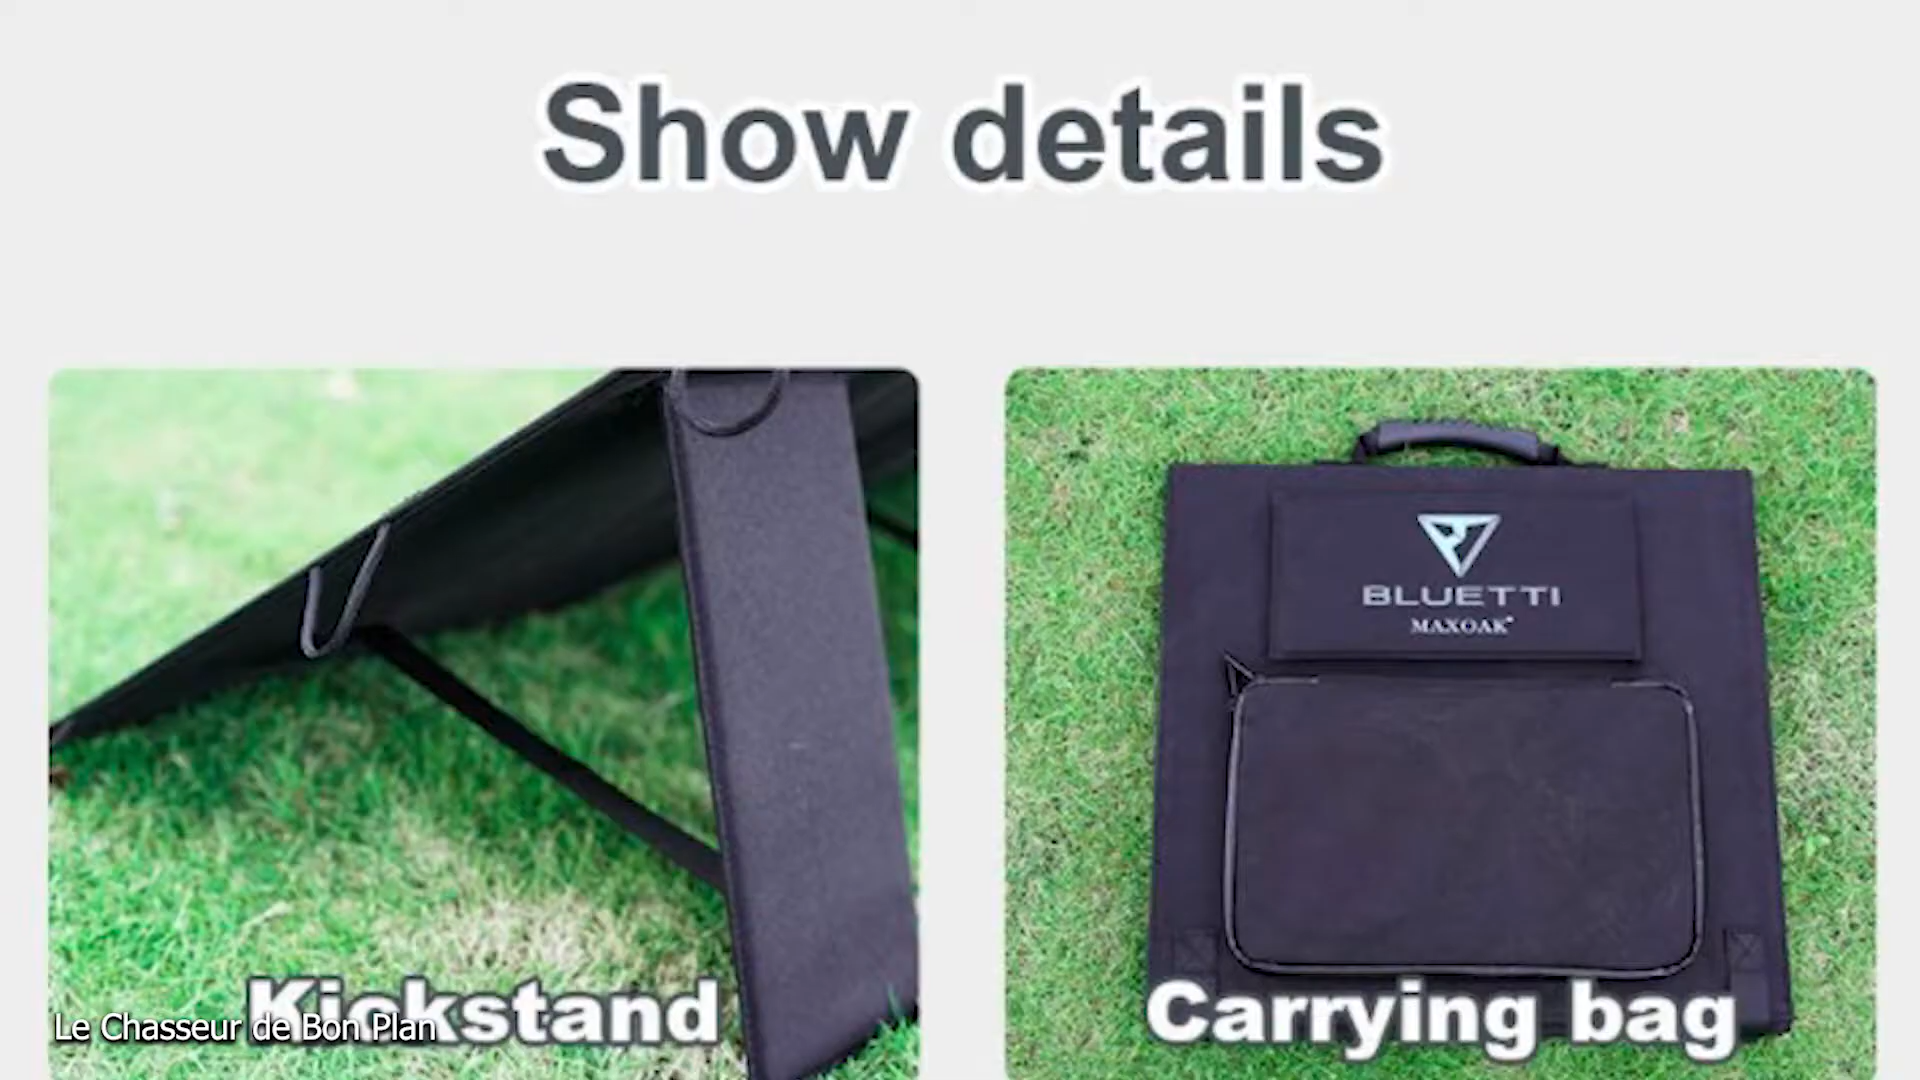 Show details
BLUETTI
MAXOAK
Kickstand
Carrying bag
Le Chasseur de Bon Plan